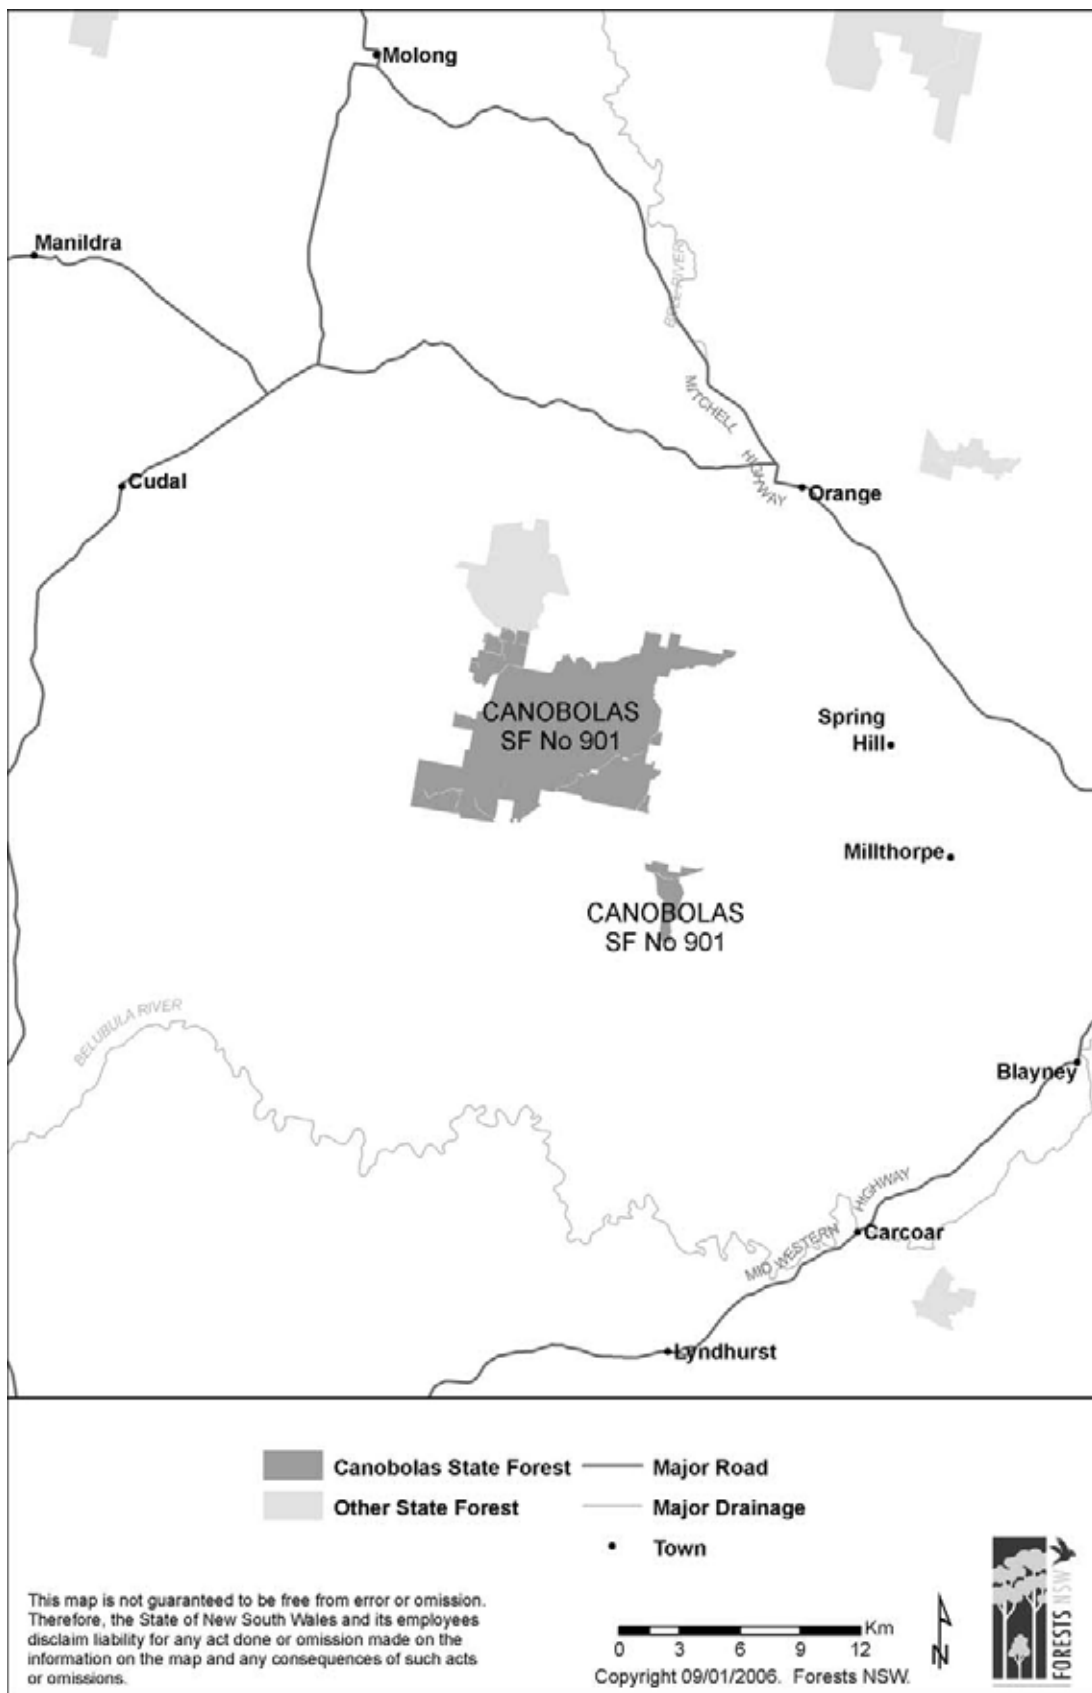 Molong
Manildra
BELL RIVER
MITCHELL
HIGHWAY
Cudal
Orange
CANOBOLAS
SF No 901
Spring
Hill
Millthorpe
CANOBOLAS
SF No 901
BELUBULA RIVER
Blayney
MID WESTERN HIGHWAY
Carcoar
Lyndhurst
Canobolas State Forest
Major Road
Other State Forest
Major Drainage
Town
This map is not guaranteed to be free from error or omission.
Therefore, the State of New South Wales and its employees
disclaim liability for any act done or omission made on the
information on the map and any consequences of such acts
or omissions.
Km
0 3 6 9 12
Copyright 09/01/2006. Forests NSW.
N
FORESTS NSW